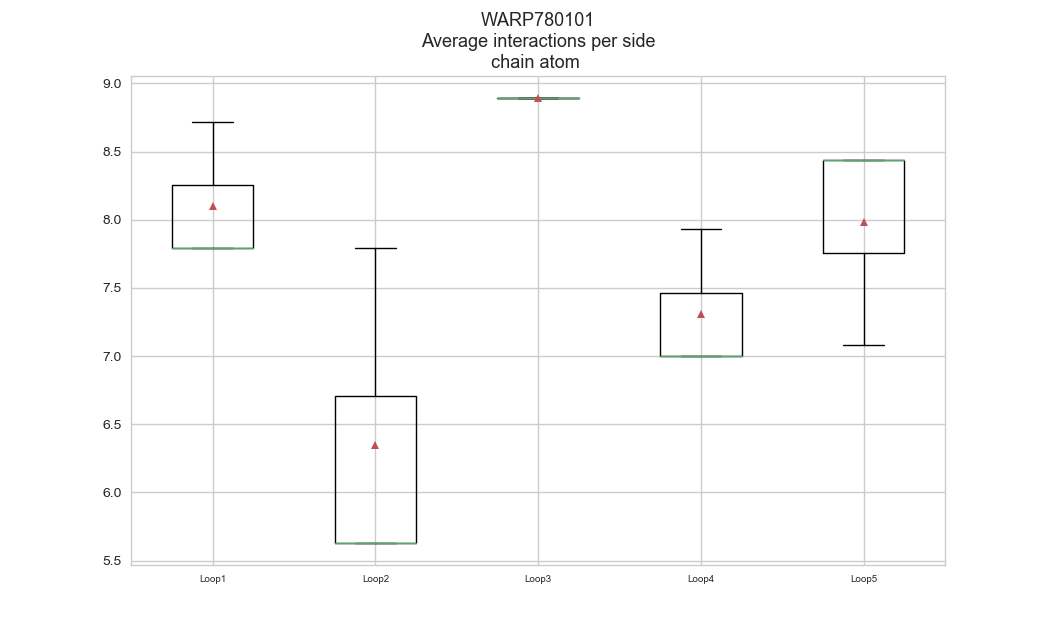 WARP780101
Average interactions per side
chain atom
9.0
8.5
8.0
7.5
7.0
6.5
6.0
5.5
Loop1
Loop2
Loop3
Loop4
Loop5